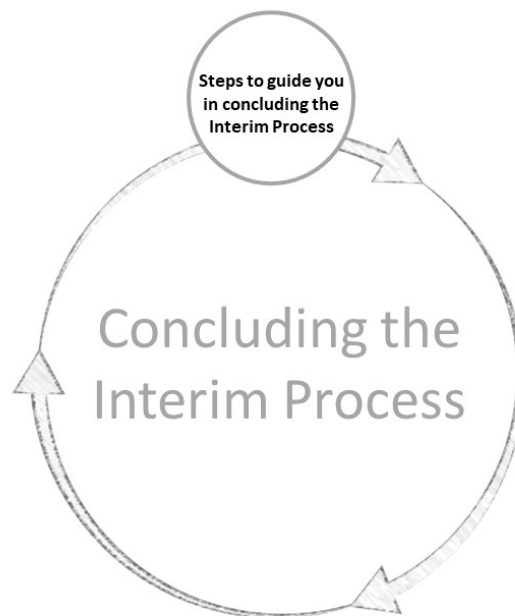 Steps to guide you
in concluding the
Interim Process
Concluding the
Interim Process